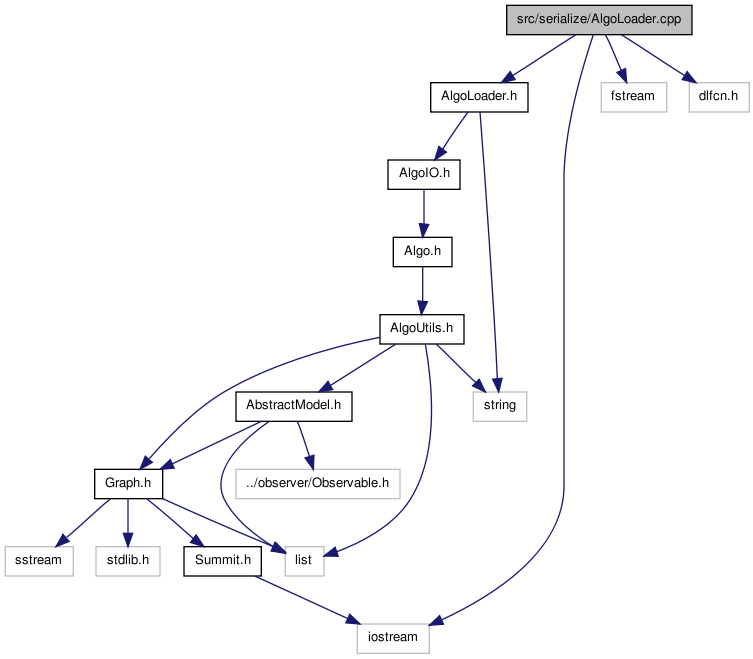 src/serialize/AlgoLoader.cpp
AlgoLoader.h
fstream
dlfcn.h
AlgoIO.h
Algo.h
AlgoUtils.h
AbstractModel.h
string
Graph.h
../observer/Observable.h
sstream
stdlib.h
Summit.h
list
iostream